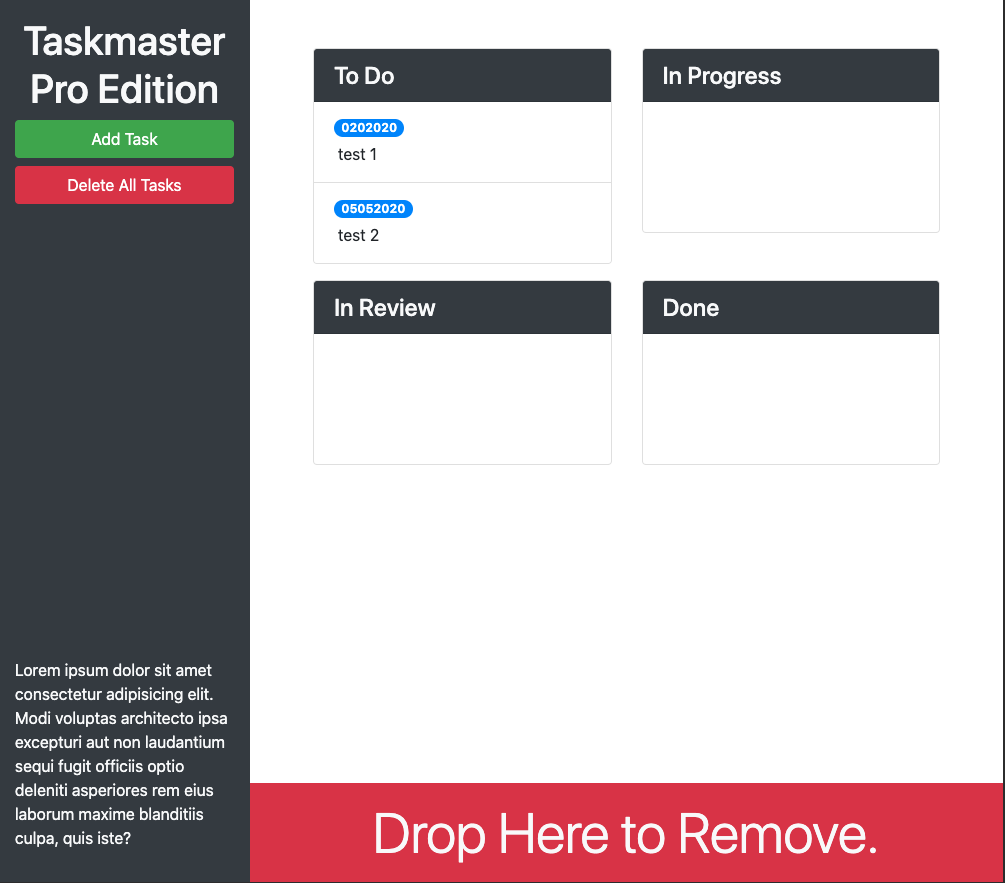 Taskmaster
Pro Edition
Add Task
Delete All Tasks
Lorem ipsum dolor sit amet
consectetur adipisicing elit.
Modi voluptas architecto ipsa
excepturi aut non laudantium
sequi fugit officiis optio
deleniti asperiores rem eius
laborum maxime blanditiis
culpa, quis iste?
To Do
0202020
test 1
05052020
test 2
In Progress
In Review
Done
Drop Here to Remove.